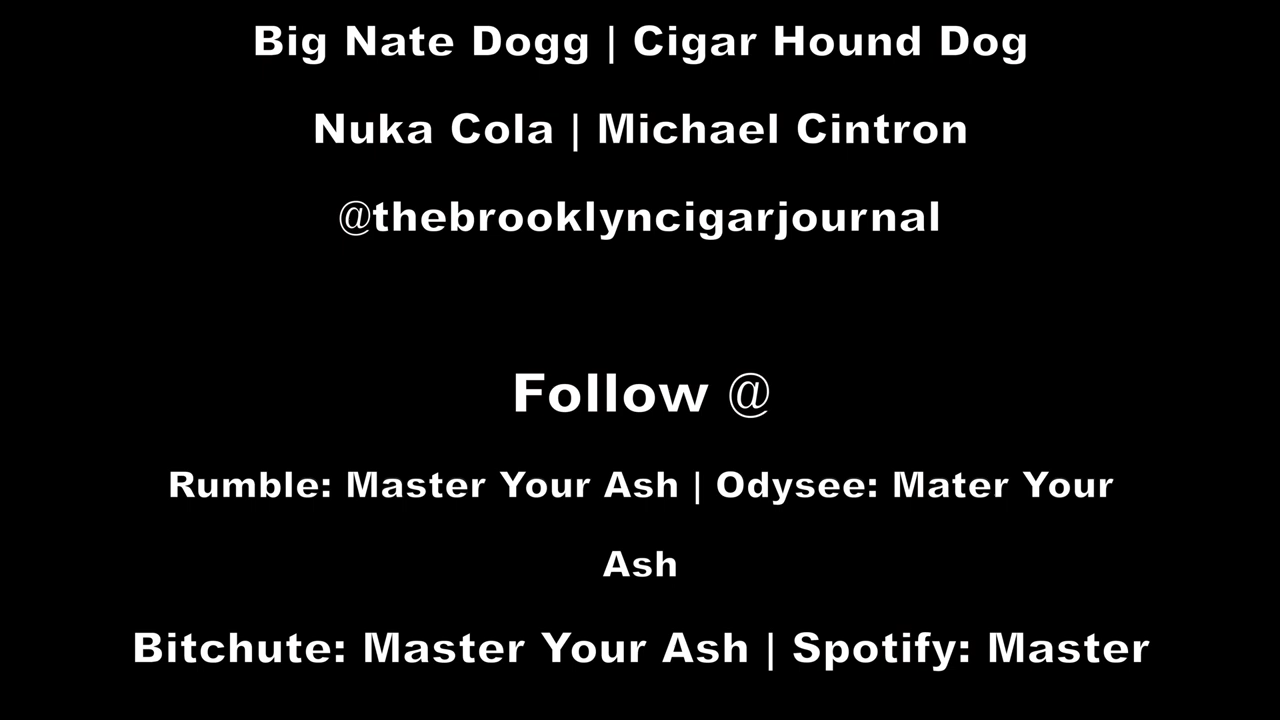 Big Nate Dogg | Cigar Hound Dog
Nuka Cola | Michael Cintron
@thebrooklyncigarjournal
Follow @
Rumble: Master Your Ash | Odysee: Mater Your
Ash
Bitchute: Master Your Ash | Spotify: Master